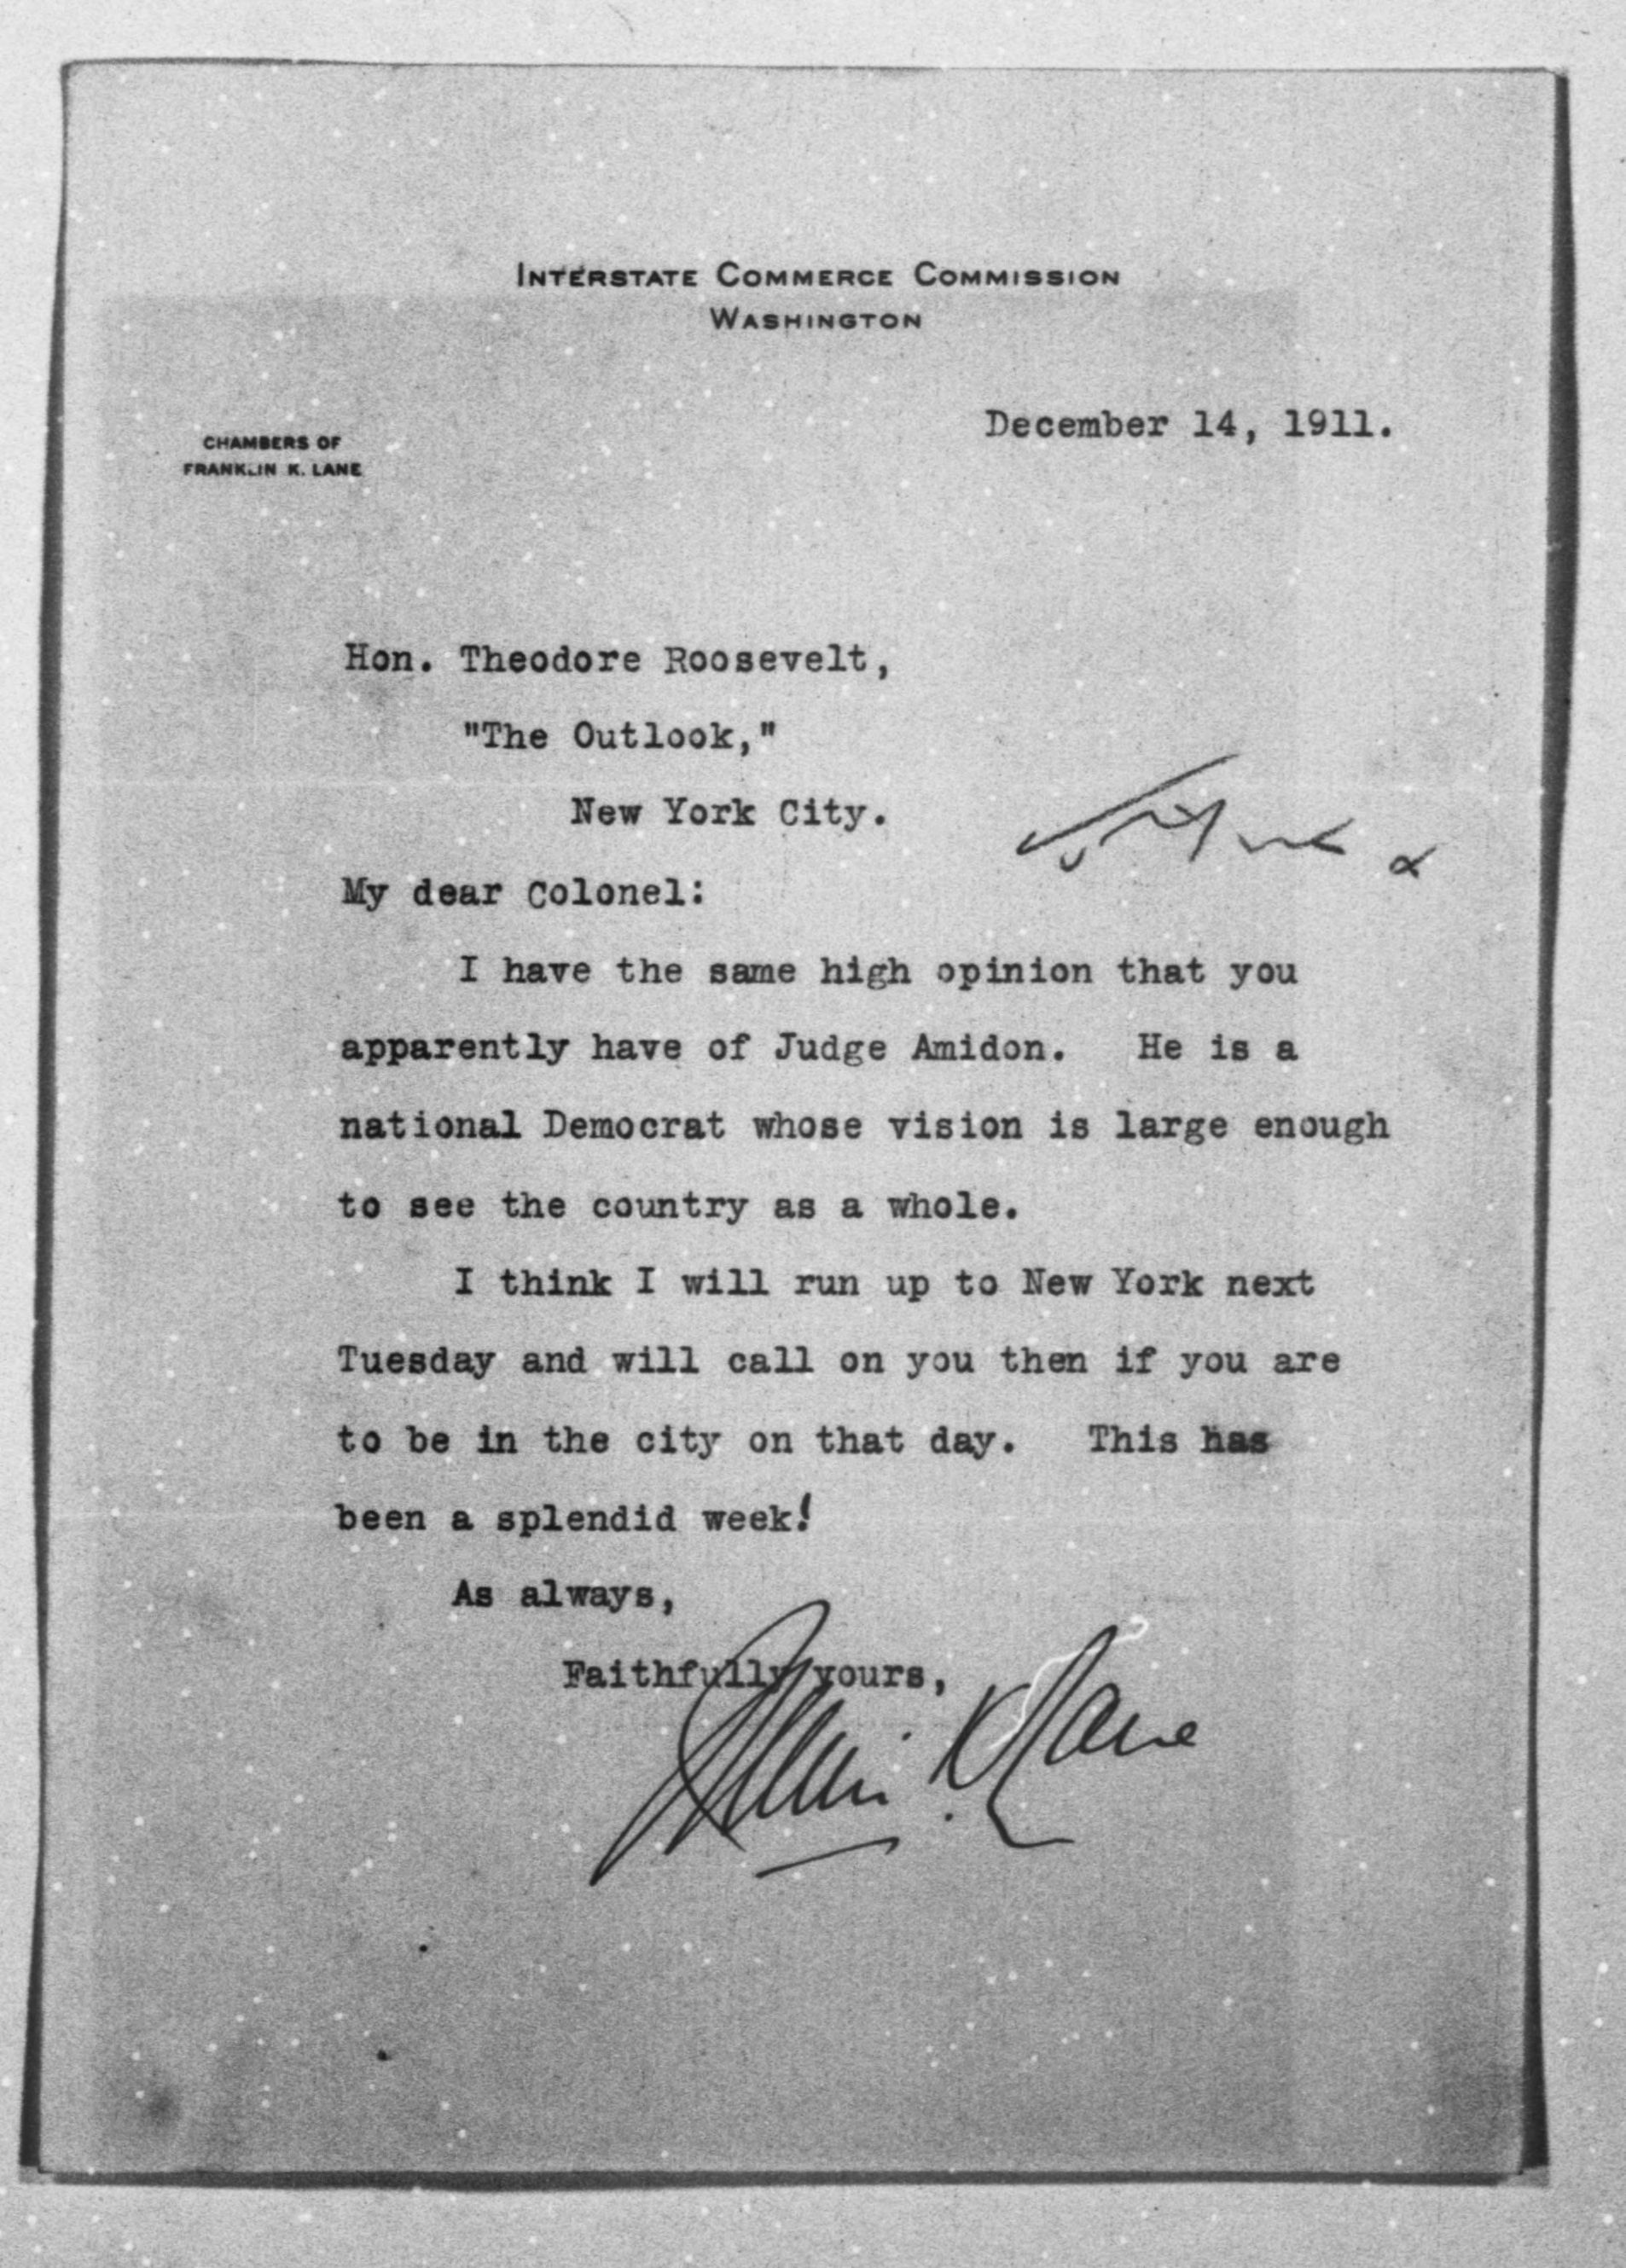 INTERSTATE COMMERCE COMMISSION
WASHINGTON
December 14, 1911.
CHAMBERS OF
FRANKLIN K. LANE
Hon. Theodore Roosevelt,
"The Outlook,"
New York City.
My dear Colonel:
I have the same high opinion that you
apparently have of Judge Amidon. He is a
national Democrat whose vision is large enough
to see the country as a whole.
I think I will run up to New York next
Tuesday and will call on you then if you are
to be in the city on that day. This has
been a splendid week!
As always,
Faithfully yours,
Franklin K. Lane